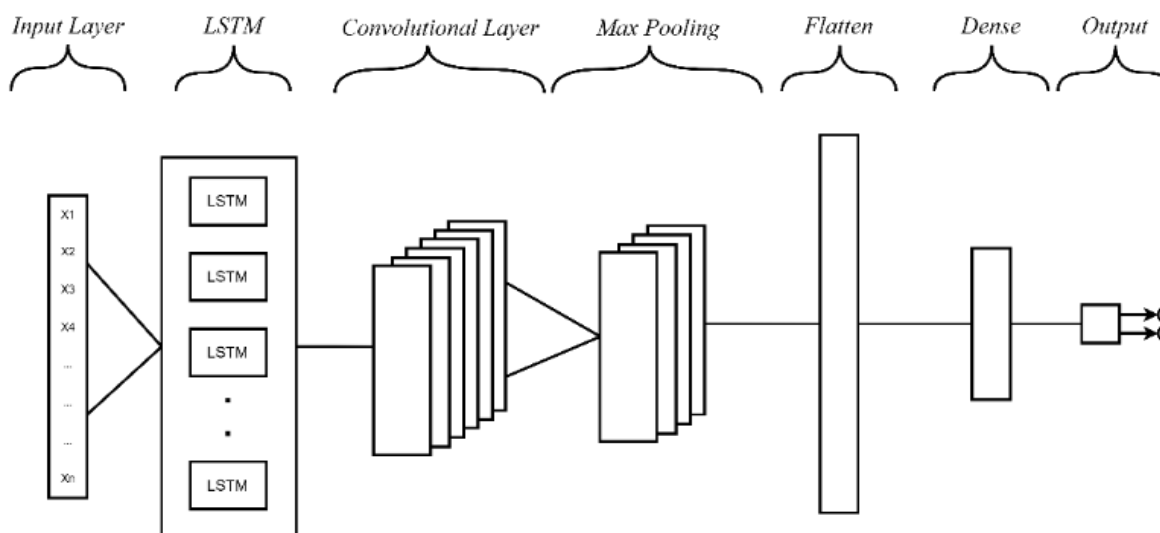 Input Layer
LSTM
Convolutional Layer
Max Pooling
Flatten
Dense
Output
X1
X2
X3
X4
...
...
...
Xn
LSTM
LSTM
LSTM
LSTM